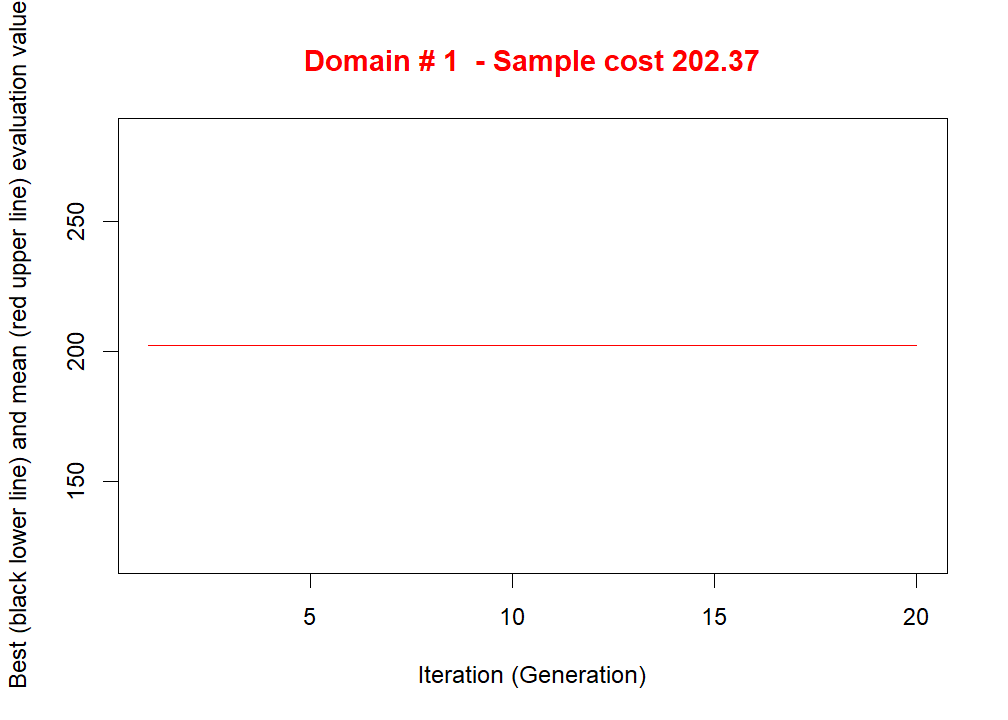 Domain # 1  - Sample cost 202.37
Best (black lower line) and mean (red upper line) evaluation value
250
200
150
5 10 15 20
Iteration (Generation)